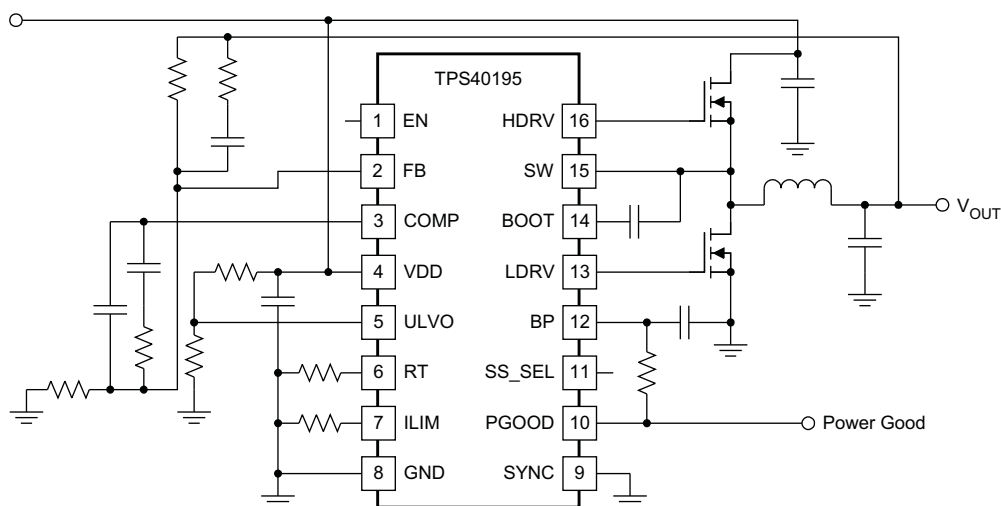 TPS40195
1 EN
HDRV 16
2 FB
SW 15
3 COMP
BOOT 14
4 VDD
LDRV 13
5 ULVO
BP 12
6 RT
SS_SEL 11
7 ILIM
PGOOD 10
8 GND
SYNC 9
VOUT
Power Good